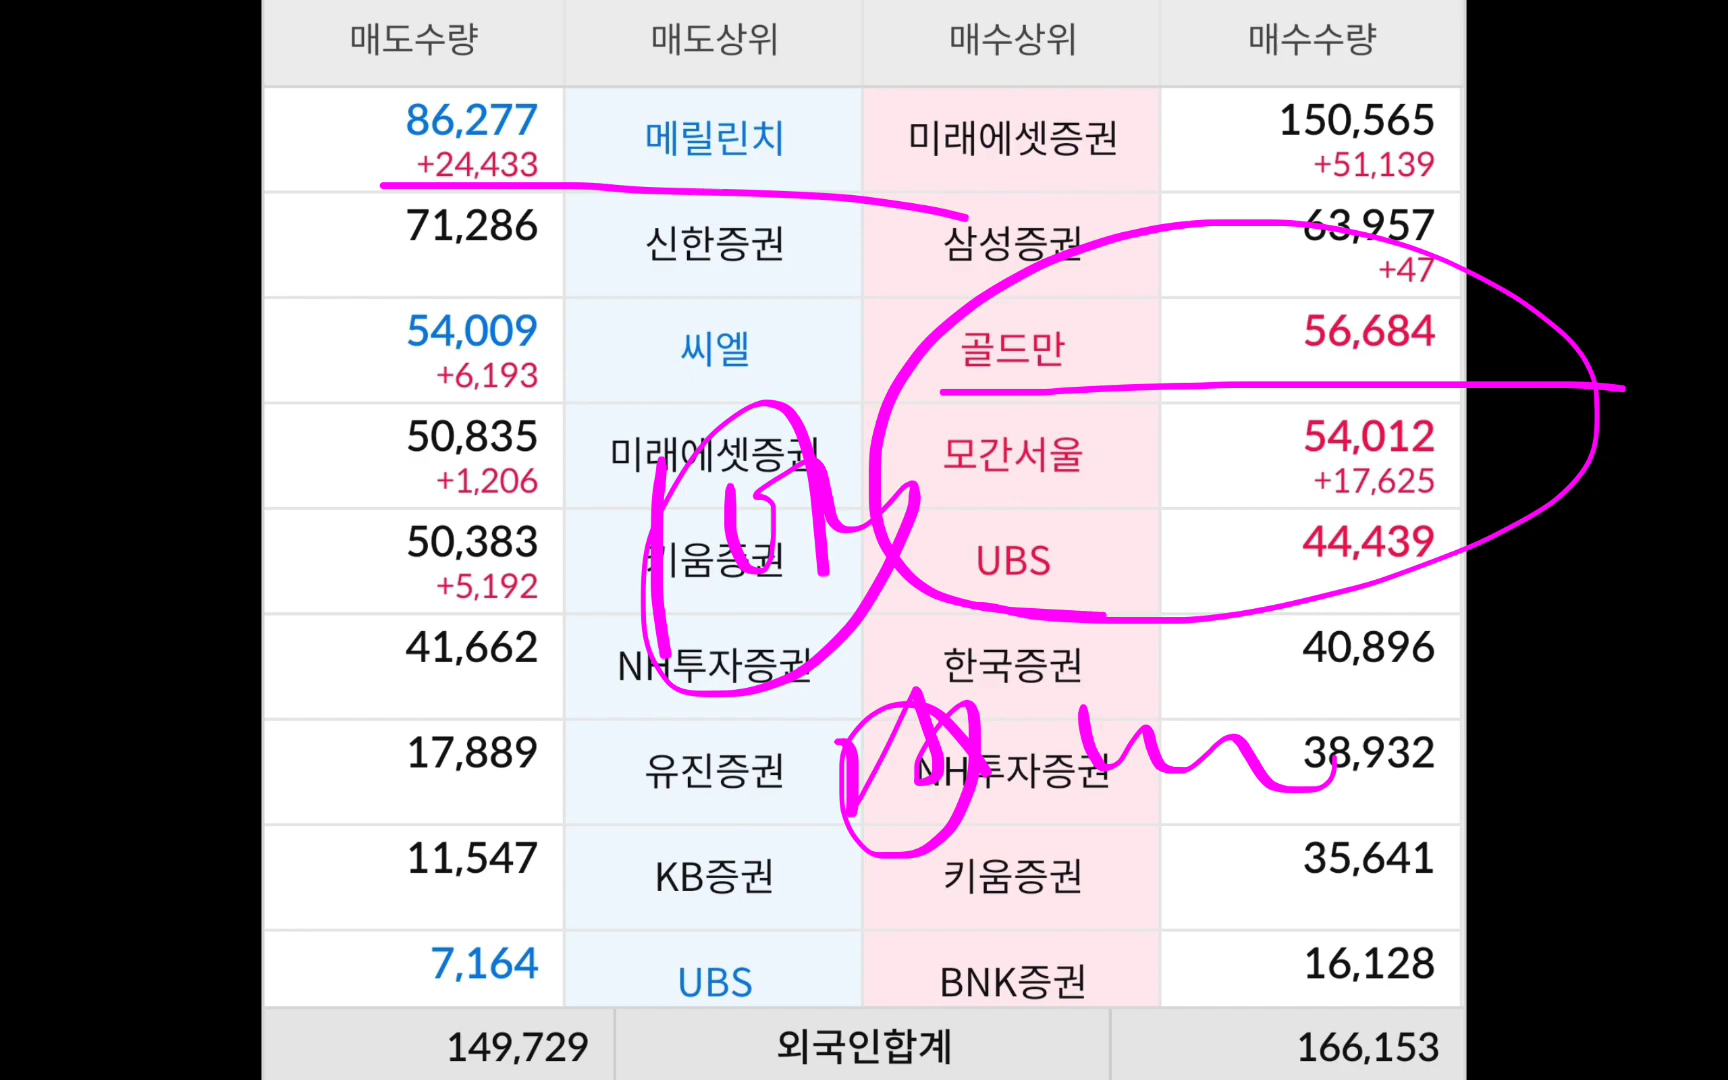 매도수량 매도상위 매수상위 매수수량
86,277 메릴린치 미래에셋증권 150,565
+24,433 +51,139
71,286 신한증권 삼성증권 63,957
+47
54,009 씨엘 골드만 56,684
+6,193
50,835 미래에셋증권 모간서울 54,012
+1,206 +17,625
50,383 키움증권 UBS 44,439
+5,192
41,662 NH투자증권 한국증권 40,896
17,889 유진증권 NH투자증권 38,932
11,547 KB증권 키움증권 35,641
7,164 UBS BNK증권 16,128
149,729 외국인합계 166,153